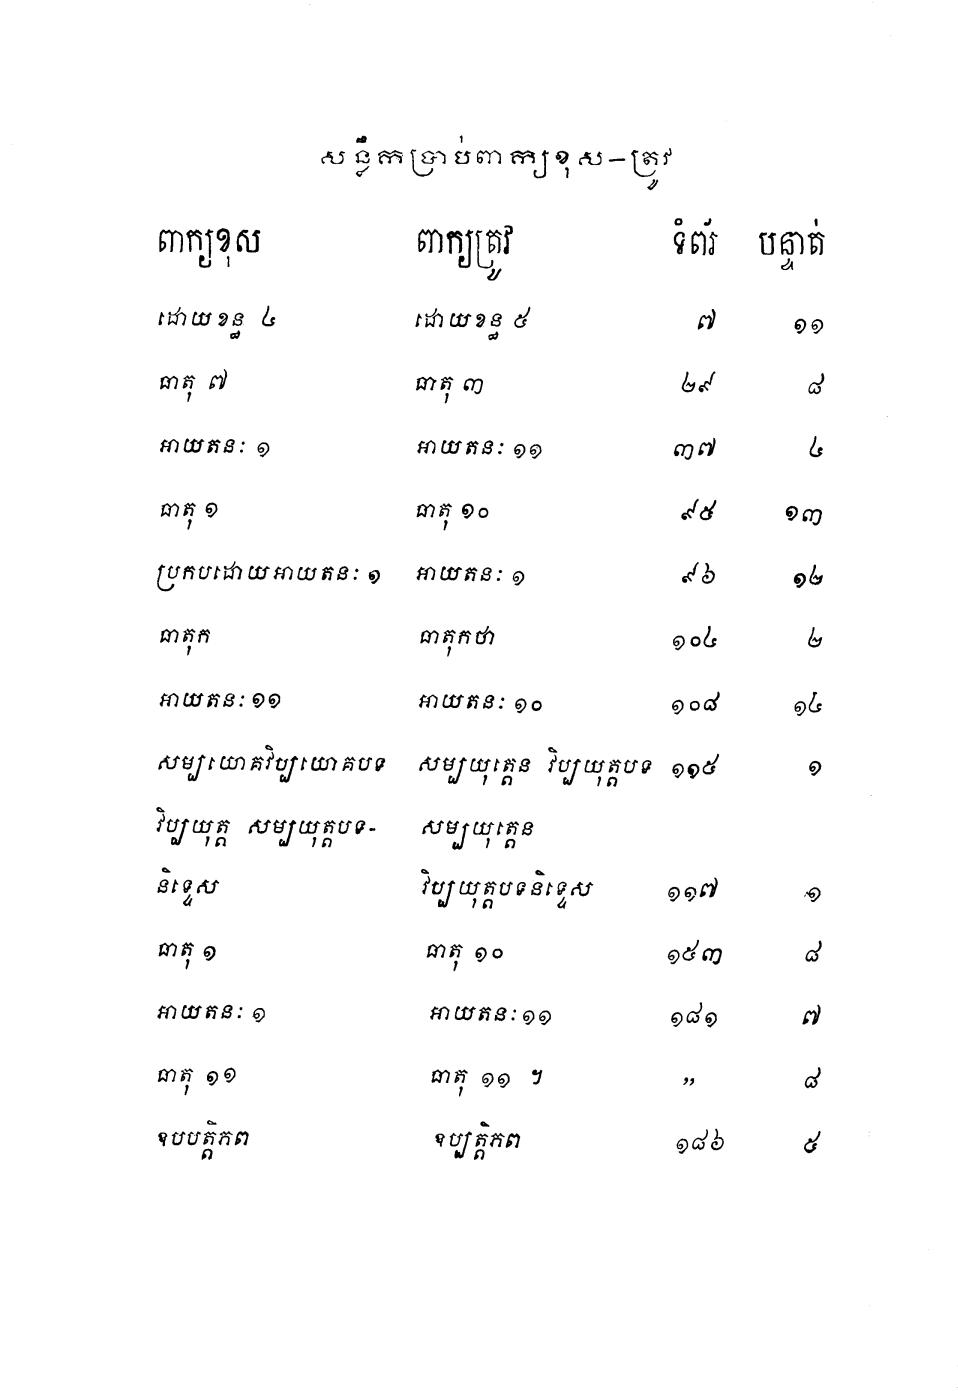 សន្លឹកប្រាប់ពាក្យខុស-ត្រូវ
ពាក្យខុស ពាក្យត្រូវ ទំព័រ បន្ទាត់
ដោយខន្ធ ៤ ដោយខន្ធ ៥ ៧ ១១
ធាតុ ៧ ធាតុ ៣ ២៩ ៨
អាយតនៈ ១ អាយតនៈ ១១ ៣៧ ៤
ធាតុ ១ ធាតុ ១០ ៩៥ ១៣
ប្រកបដោយអាយតនៈ ១ អាយតនៈ ១ ៩៦ ១២
ធាតុក ធាតុកថា ១០៤ ២
អាយតនៈ ១១ អាយតនៈ ១០ ១០៨ ១៤
សម្បយោគវិប្បយោគបទ សម្បយុត្តេន វិប្បយុត្តបទ ១១៥ ១
វិប្បយុត្ត សម្បយុត្តបទ- សម្បយុត្តេន
និទ្ទេស វិប្បយុត្តបទនិទ្ទេស ១១៧ ១
ធាតុ ១ ធាតុ ១០ ១៥៣ ៨
អាយតនៈ ១ អាយតនៈ ១១ ១៨១ ៧
ធាតុ ១១ ធាតុ ១១ ។ ,, ៨
ឧបបត្តិភព ឧប្បត្តិភព ១៨៦ ៥